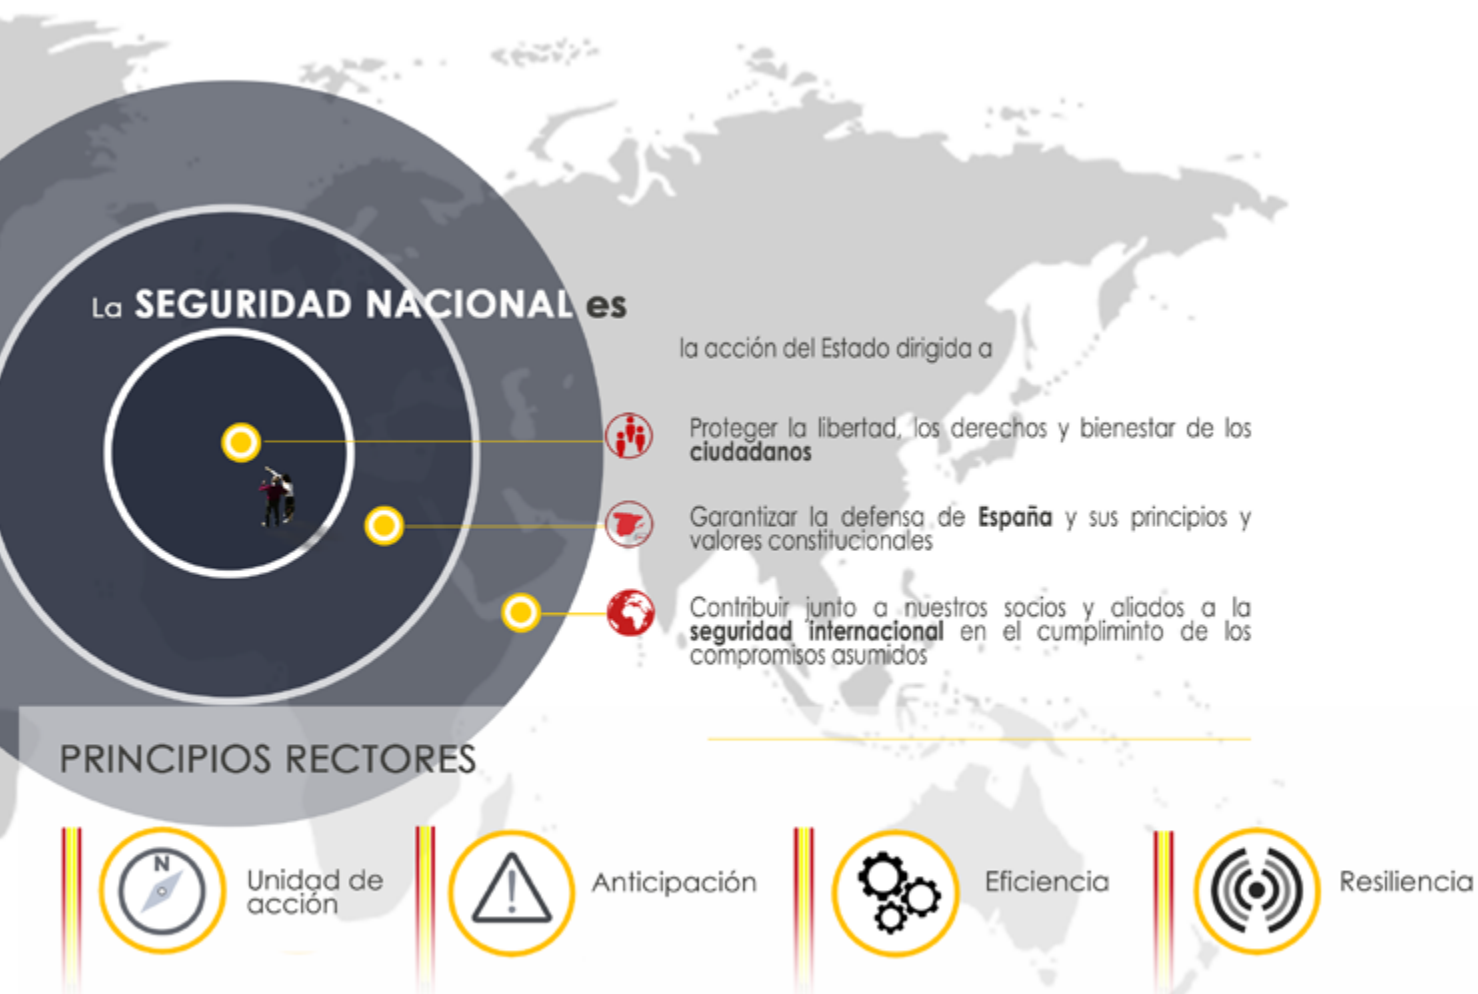 La SEGURIDAD NACIONAL es
la acción del Estado dirigida a
Proteger la libertad, los derechos y bienestar de los
ciudadanos
Garantizar la defensa de España y sus principios y
valores constitucionales
Contribuir junto a nuestros socios y aliados a la
seguridad internacional en el cumpliminto de los
compromisos asumidos
PRINCIPIOS RECTORES
N
Unidad de
acción
Anticipación
Eficiencia
Resiliencia